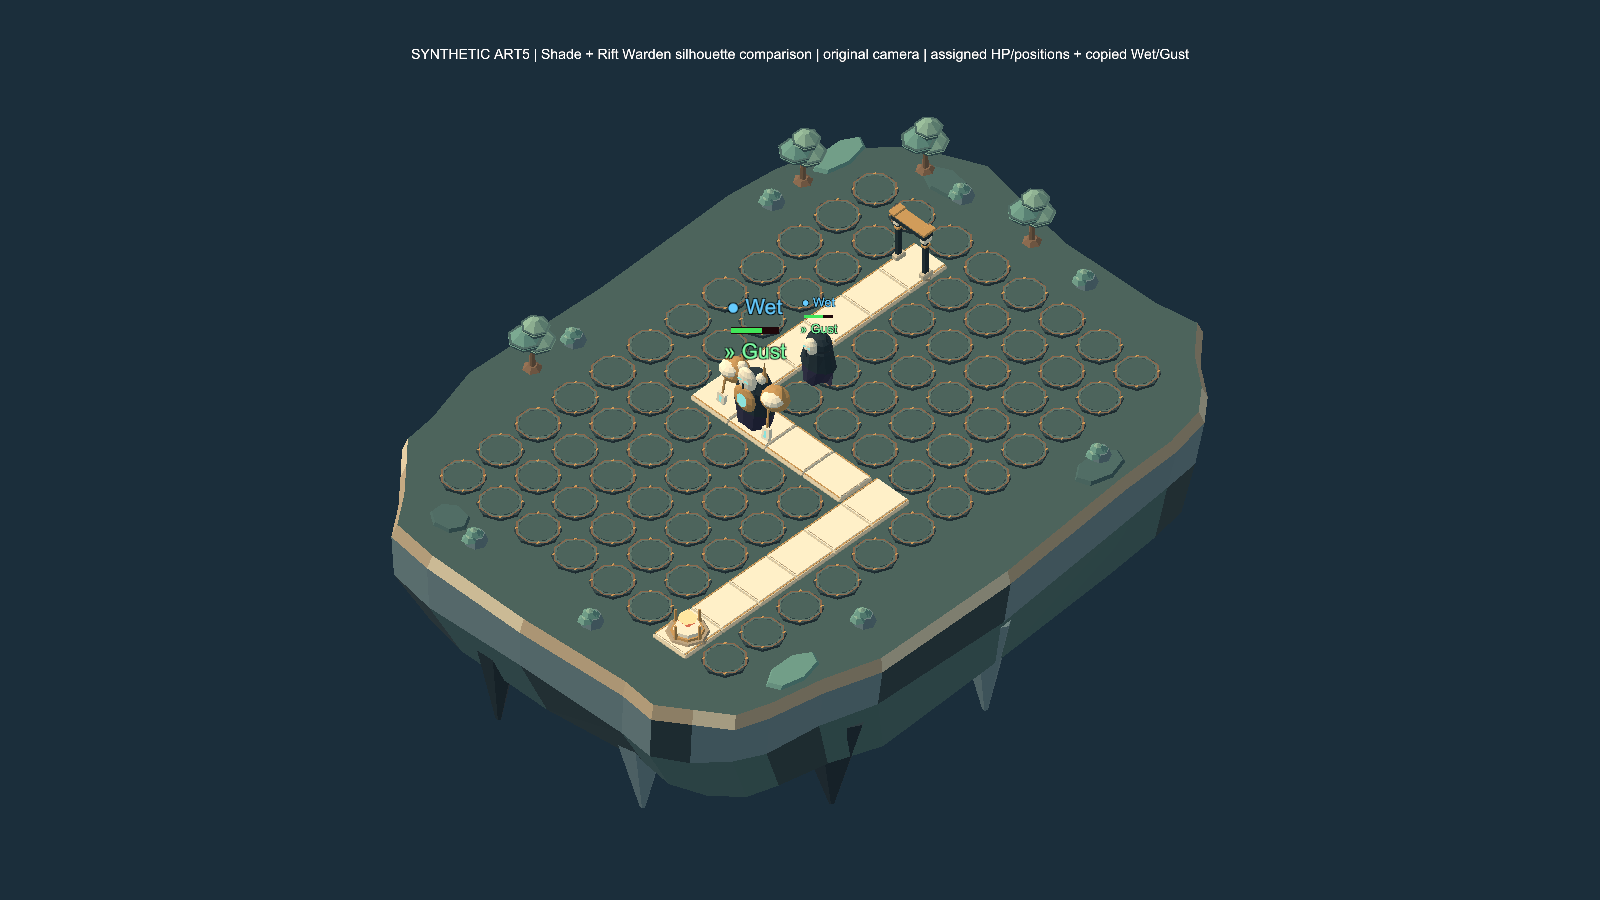 SYNTHETIC ART5 | Shade + Rift Warden silhouette comparison | original camera | assigned HP/positions + copied Wet/Gust
● Wet
» Gust
● Wet
» Gust